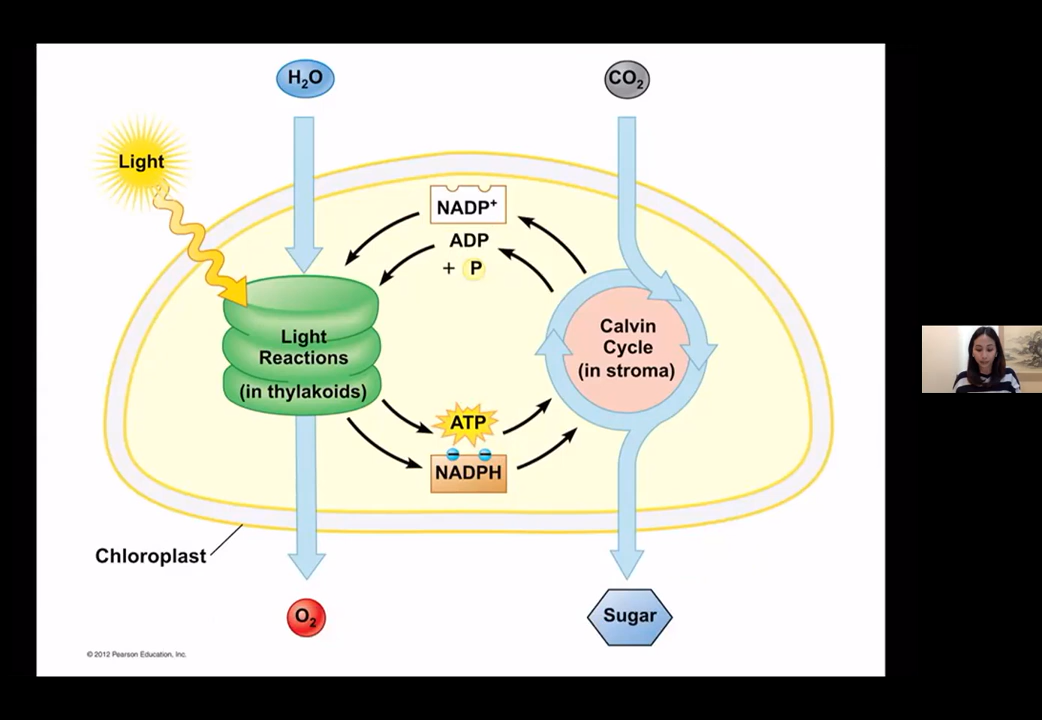 H₂O
CO₂
Light
NADP⁺
ADP
+ P
Light
Reactions
(in thylakoids)
Calvin
Cycle
(in stroma)
ATP
NADPH
Chloroplast
O₂
Sugar
© 2012 Pearson Education, Inc.